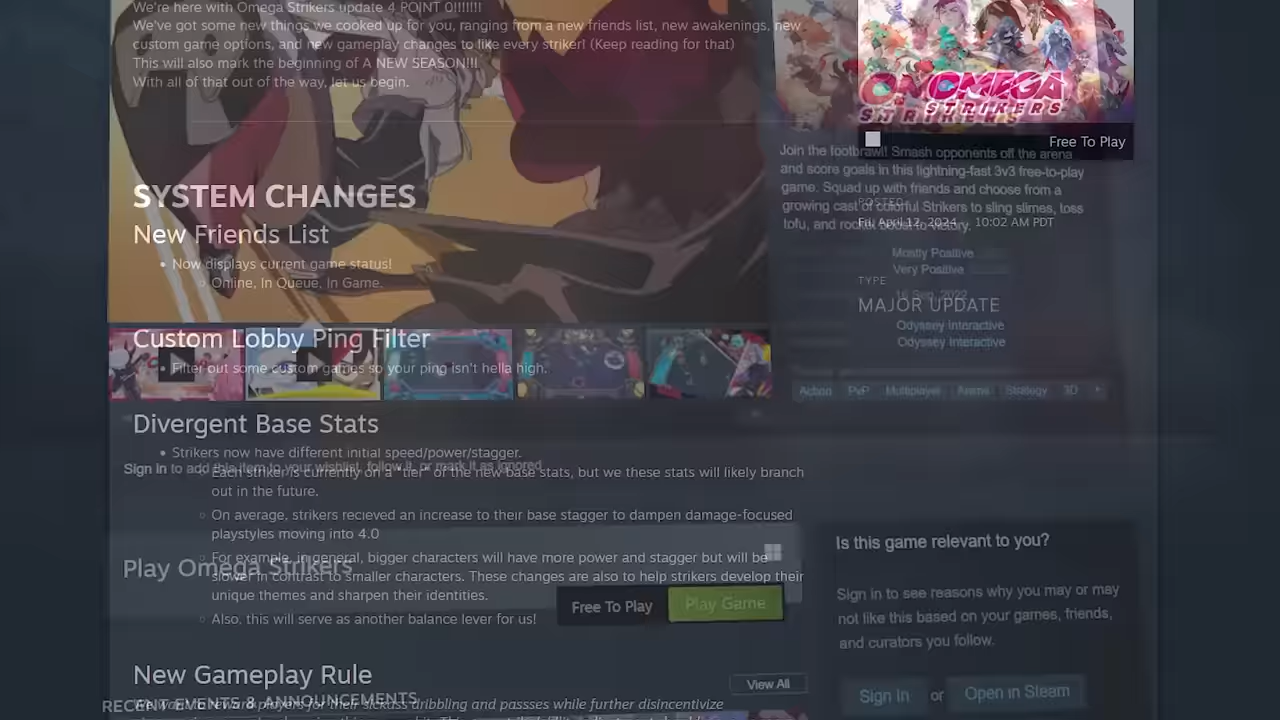 We're here with Omega Strikers update 4 POINT 0!!!!!!!
We've got some new things we cooked up for you, ranging from a new friends list, new awakenings, new
custom game options, and new gameplay changes to like every striker! (Keep reading for that)
This will also mark the beginning of A NEW SEASON!!!
With all of that out of the way, let us begin.
OMEGA
STRIKERS
Free To Play
Join the footbrawl! Smash opponents off the arena
and score goals in this lightning-fast 3v3 free-to-play
game. Squad up with friends and choose from a
growing cast of colorful Strikers to sling slimes, toss
tofu, and rocket boost to victory.
POSTED
Fri, April 12, 2024 10:02 AM PDT
Mostly Positive
Very Positive
TYPE
16 Sep, 2022
MAJOR UPDATE
Odyssey Interactive
Odyssey Interactive
Action PvP Multiplayer Arena Strategy 3D
SYSTEM CHANGES
New Friends List
• Now displays current game status!
○ Online, In Queue, In Game.
Custom Lobby Ping Filter
• Filter out some custom games so your ping isn't hella high.
Divergent Base Stats
• Strikers now have different initial speed/power/stagger.
Sign in to add this item to your wishlist, follow it, or mark it as ignored
○ Each striker is currently on a "tier" of the new base stats, but we these stats will likely branch
out in the future.
○ On average, strikers recieved an increase to their base stagger to dampen damage-focused
playstyles moving into 4.0
○ For example, in general, bigger characters will have more power and stagger but will be
slower in contrast to smaller characters. These changes are also to help strikers develop their
unique themes and sharpen their identities.
○ Also, this will serve as another balance lever for us!
Play Omega Strikers
Free To Play
Play Game
Is this game relevant to you?
Sign in to see reasons why you may or may
not like this based on your games, friends,
and curators you follow.
Sign In or Open in Steam
New Gameplay Rule
View All
RECENT EVENTS & ANNOUNCEMENTS
players for their sickass dribbling and passses while further disincentivize